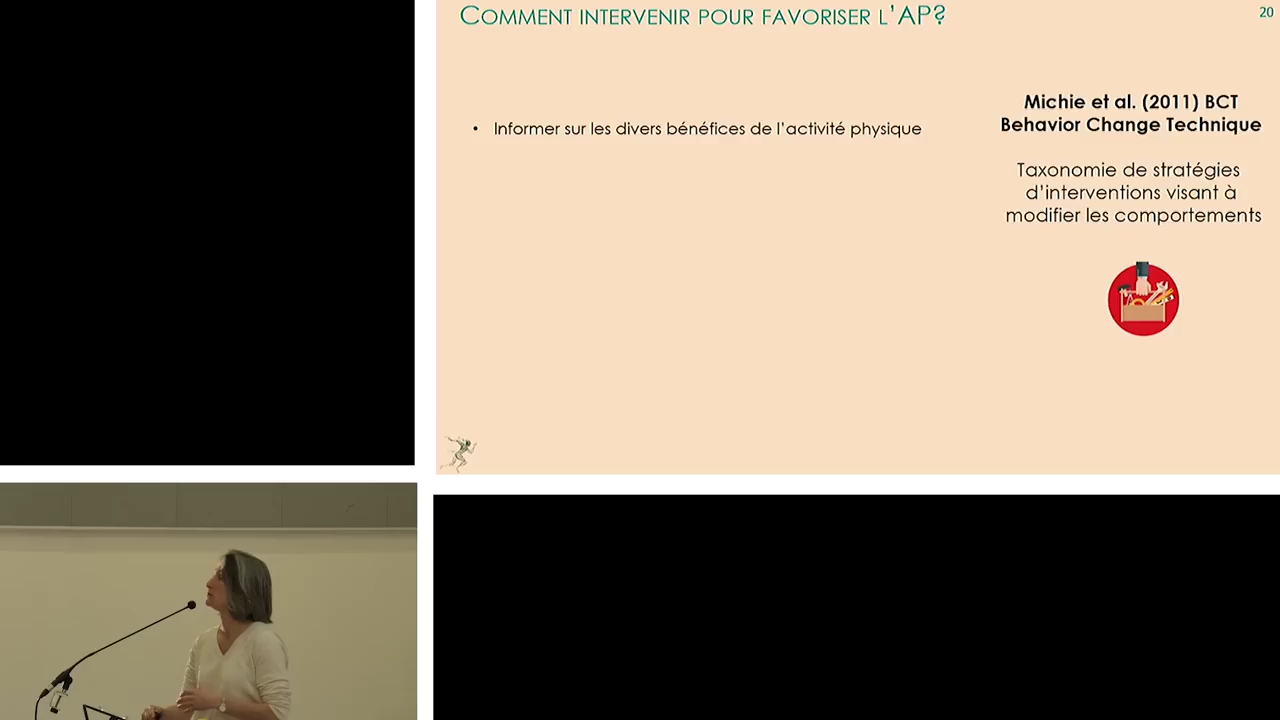 Comment intervenir pour favoriser l'AP?
20
• Informer sur les divers bénéfices de l'activité physique
Michie et al. (2011) BCT
Behavior Change Technique
Taxonomie de stratégies
d'interventions visant à
modifier les comportements